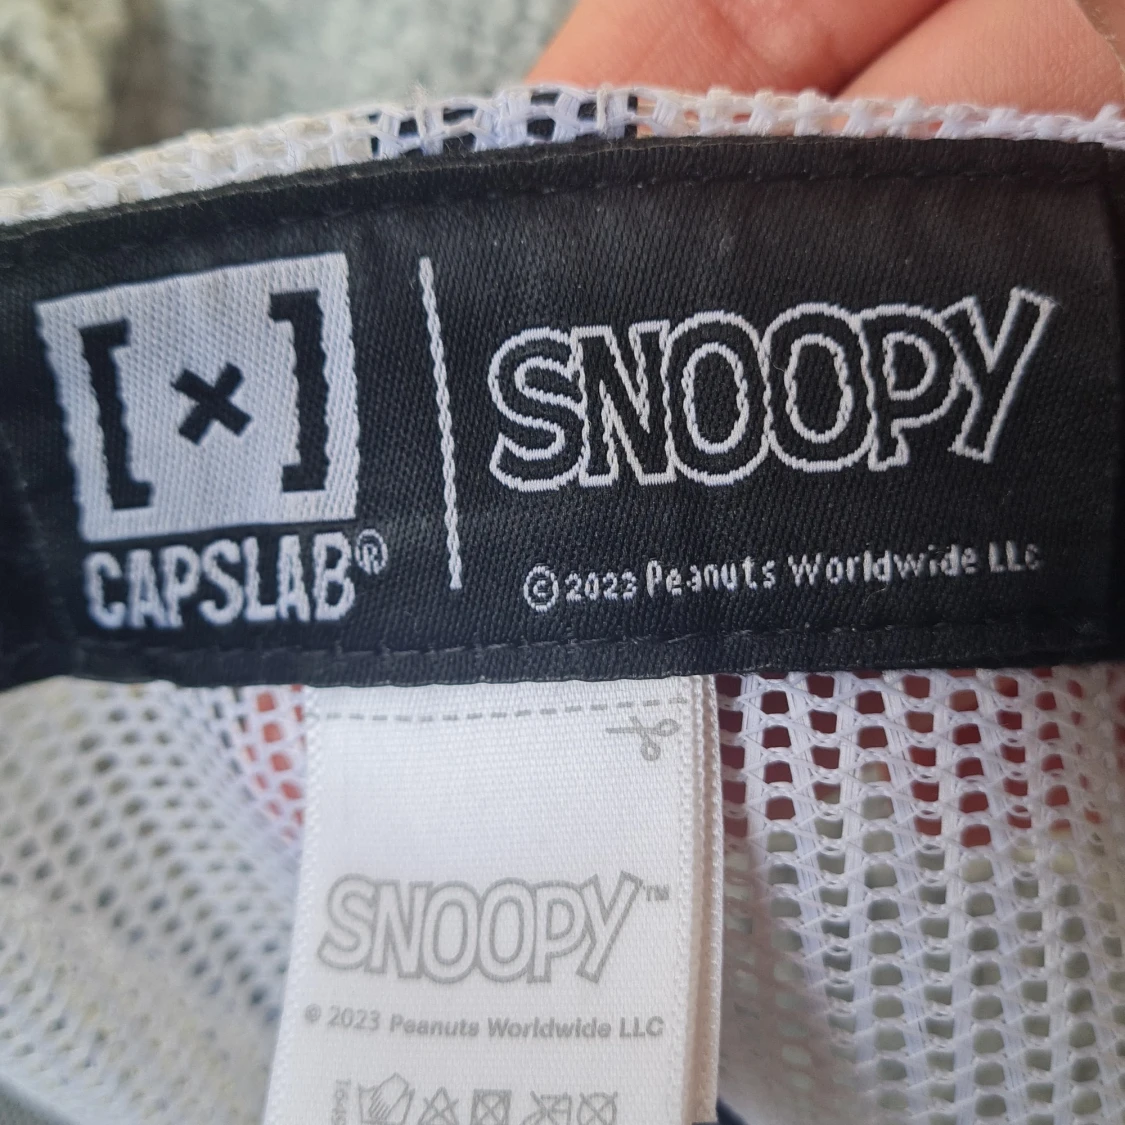 [×]
CAPSLAB®
SNOOPY
© 2023 Peanuts Worldwide LLC
SNOOPY™
© 2023 Peanuts Worldwide LLC